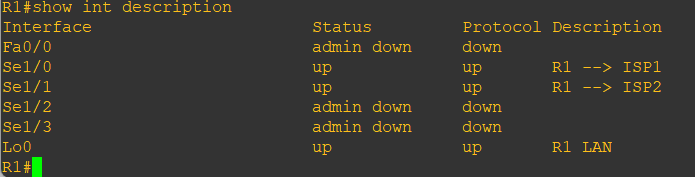 R1#show int description
Interface                      Status         Protocol Description
Fa0/0                          admin down     down
Se1/0                          up             up       R1 --> ISP1
Se1/1                          up             up       R1 --> ISP2
Se1/2                          admin down     down
Se1/3                          admin down     down
Lo0                            up             up       R1 LAN
R1#